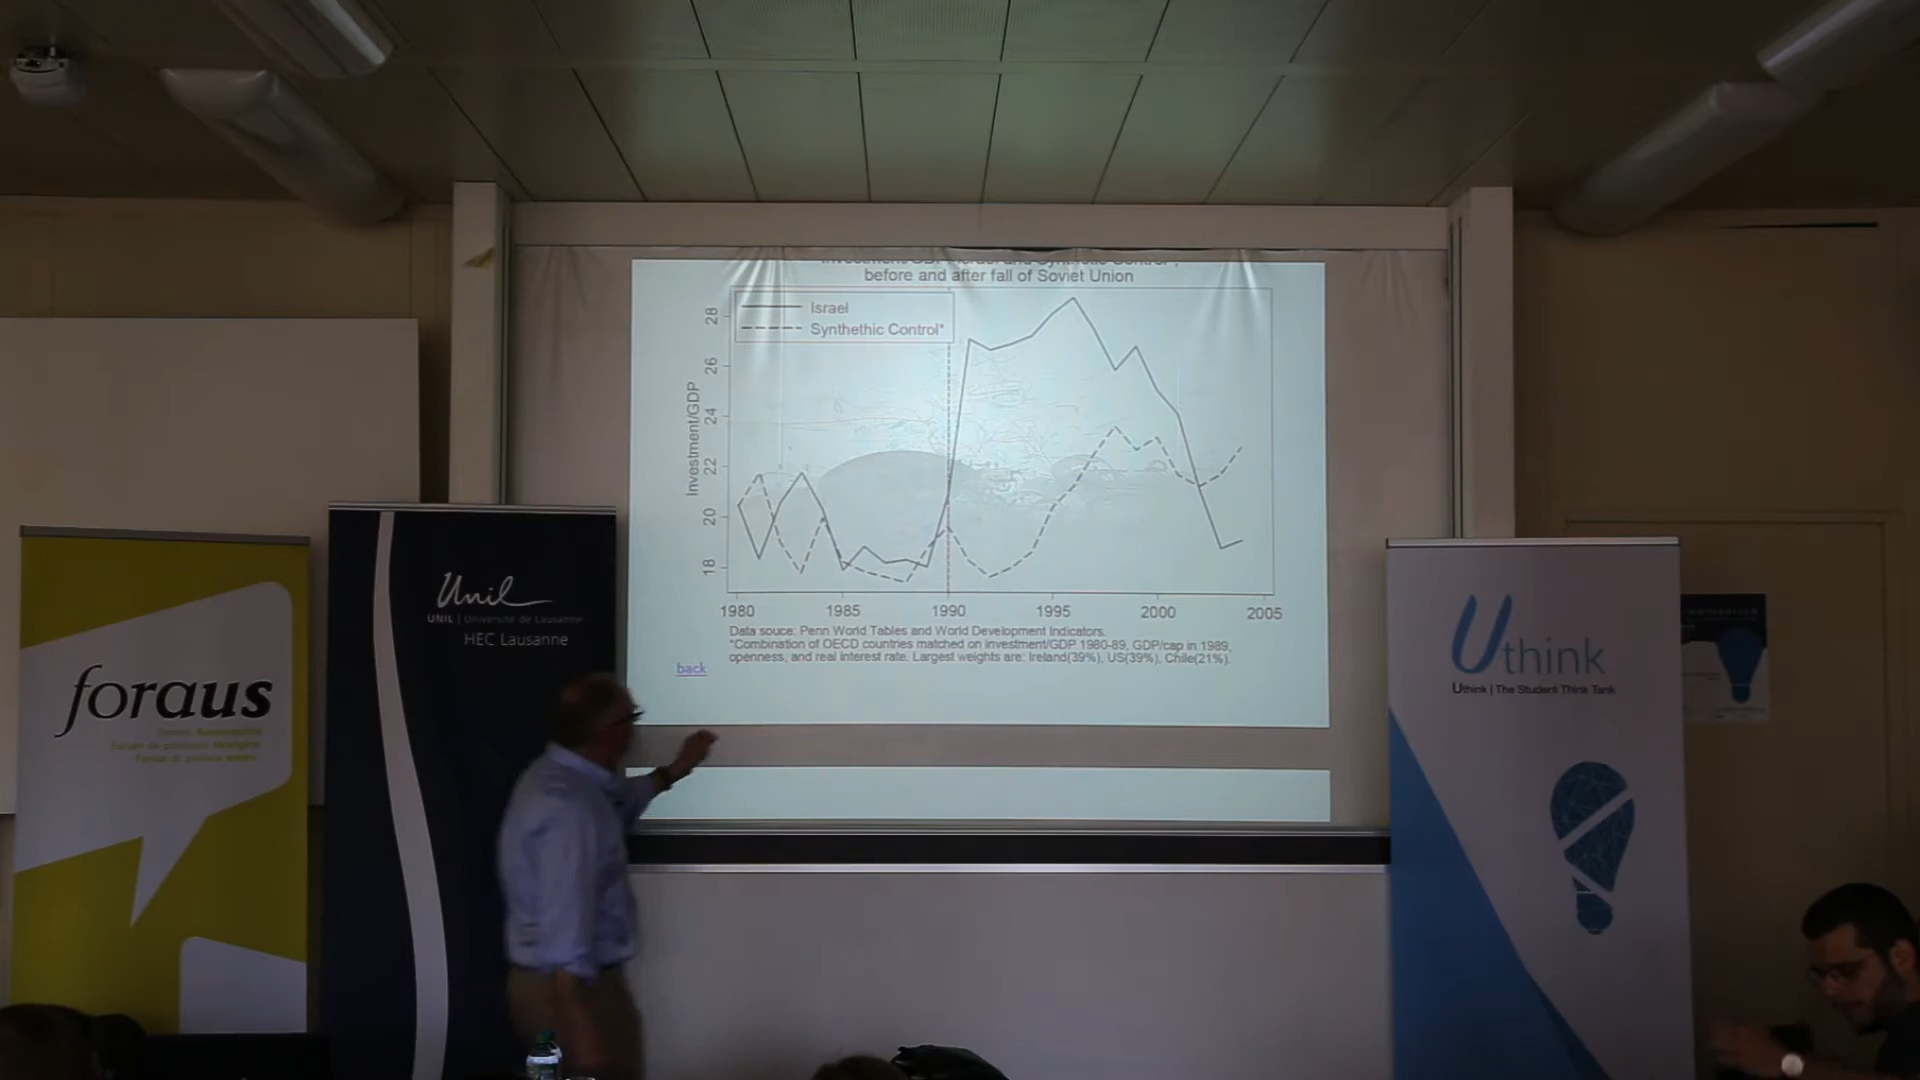 before and after fall of Soviet Union
Israel
Synthethic Control*
Investment/GDP
28
26
24
22
20
18
1980 1985 1990 1995 2000 2005
Data souce: Penn World Tables and World Development Indicators.
*Combination of OECD countries matched on investment/GDP 1980-89, GDP/cap in 1989,
openness, and real interest rate. Largest weights are: Ireland(39%), US(39%), Chile(21%).
back
foraus
Unil
UNIL | Université de Lausanne
HEC Lausanne
Uthink
Uthink | The Student Think Tank